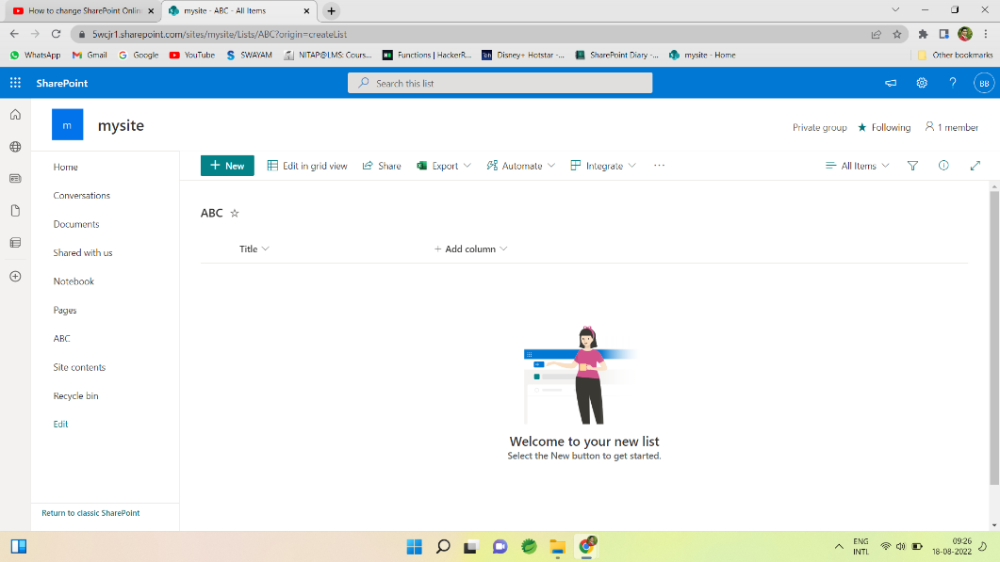 How to change SharePoint Onlin
mysite - ABC - All Items
5wcjr1.sharepoint.com/sites/mysite/Lists/ABC?origin=createList
WhatsApp
Gmail
Google
YouTube
SWAYAM
NITAP@LMS: Cours...
Functions | HackerR...
Disney+ Hotstar -...
SharePoint Diary -...
mysite - Home
Other bookmarks
SharePoint
Search this list
BB
m
mysite
Private group
Following
1 member
Home
Conversations
Documents
Shared with us
Notebook
Pages
ABC
Site contents
Recycle bin
Edit
Return to classic SharePoint
New
Edit in grid view
Share
Export
Automate
Integrate
...
All Items
ABC
Title
+ Add column
Welcome to your new list
Select the New button to get started.
ENG
INTL
09:26
18-08-2022